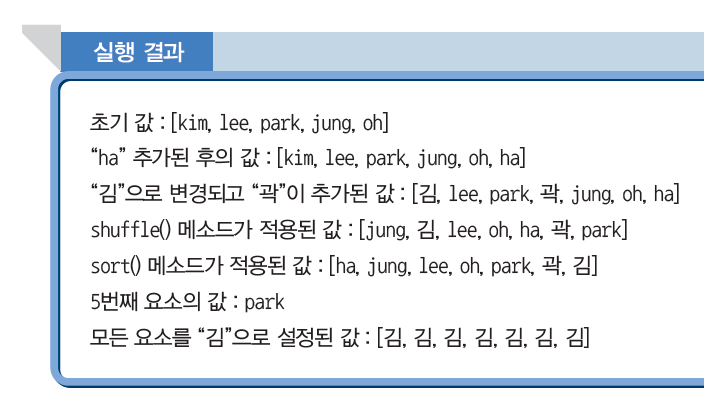 실행 결과
초기 값 : [kim, lee, park, jung, oh]
“ha” 추가된 후의 값 : [kim, lee, park, jung, oh, ha]
“김”으로 변경되고 “곽”이 추가된 값 : [김, lee, park, 곽, jung, oh, ha]
shuffle() 메소드가 적용된 값 : [jung, 김, lee, oh, ha, 곽, park]
sort() 메소드가 적용된 값 : [ha, jung, lee, oh, park, 곽, 김]
5번째 요소의 값 : park
모든 요소를 “김”으로 설정된 값 : [김, 김, 김, 김, 김, 김, 김]